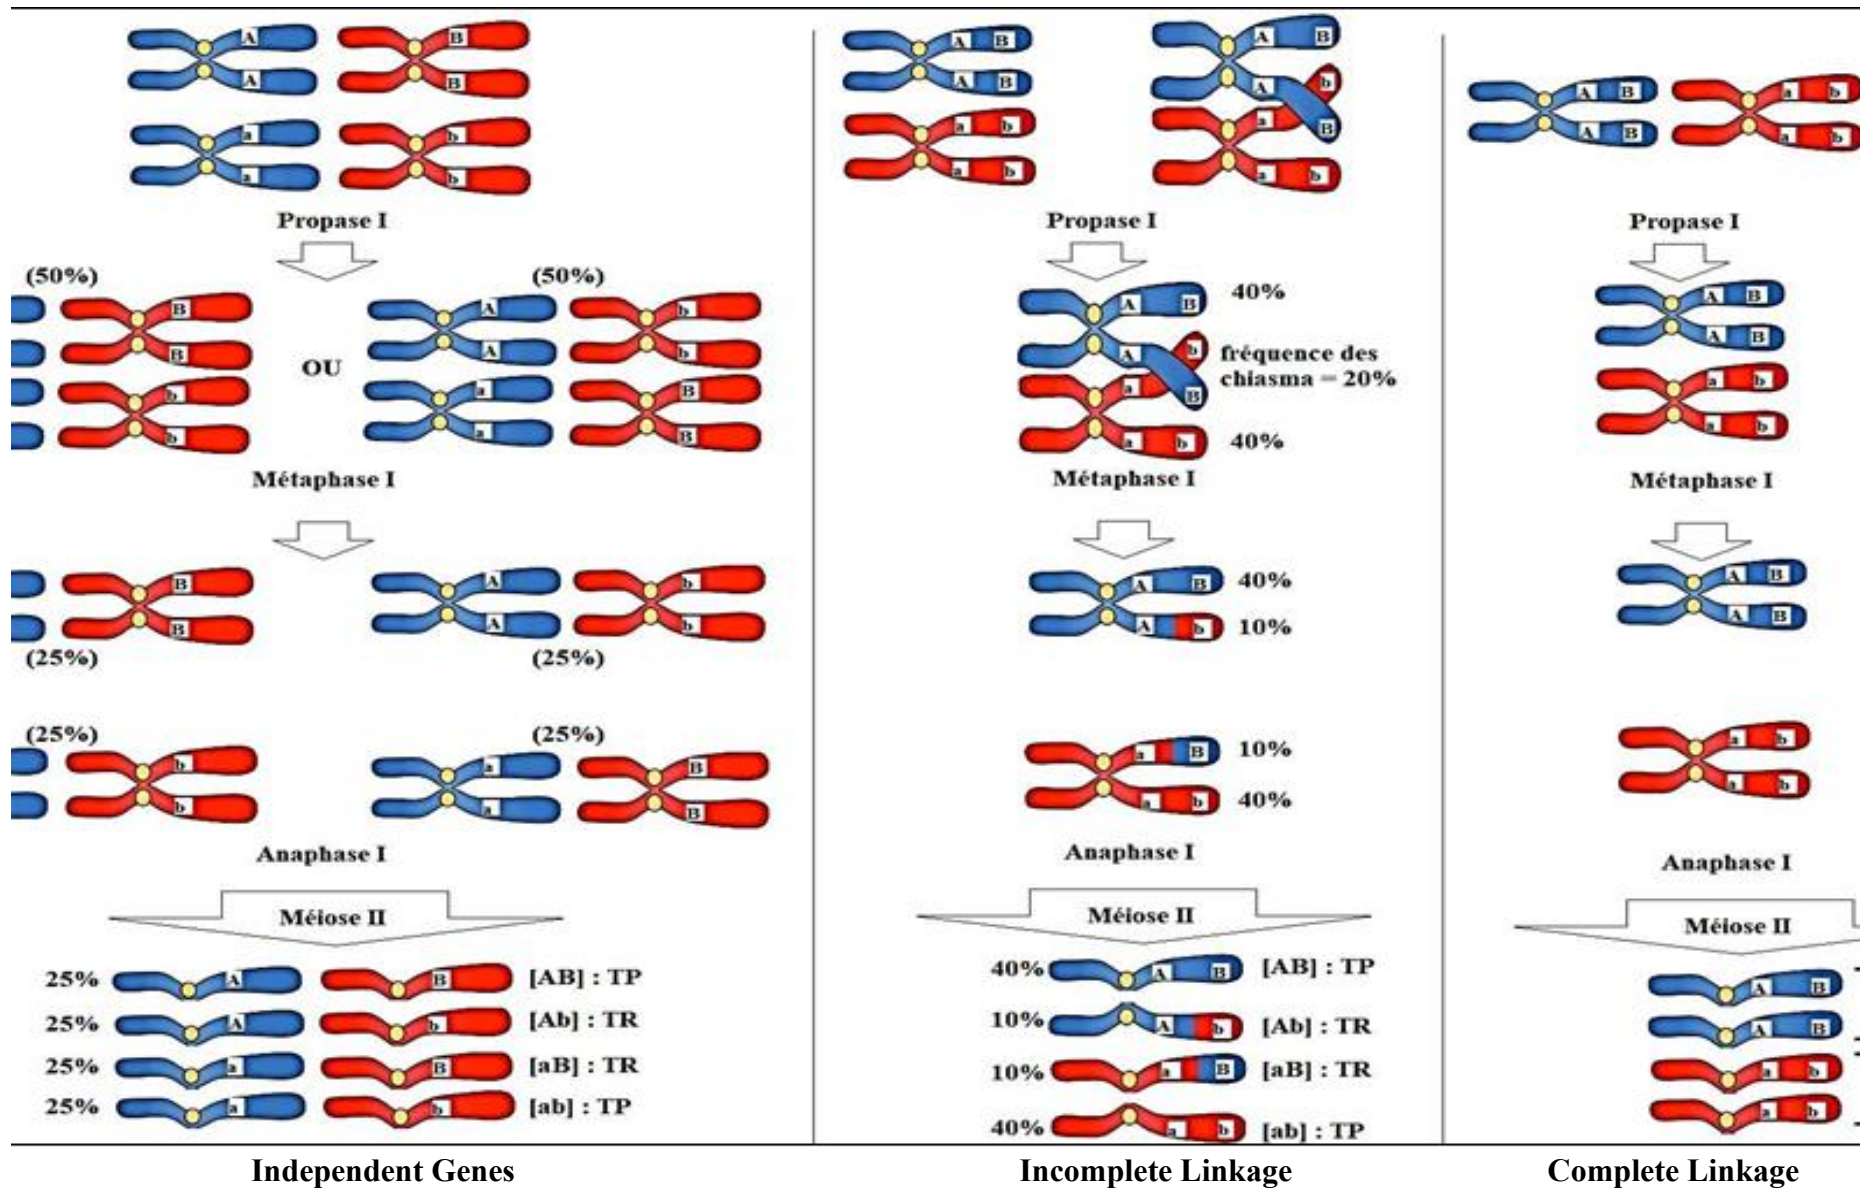 A B
A B
a b
a b
Propase I
(50%) (50%)
B A b
B A b
OU
b a B
b a B
Métaphase I
B A b
B A b
(25%) (25%)
(25%) (25%)
b a B
b a B
Anaphase I
Méiose II
25% A B [AB] : TP
25% A b [Ab] : TR
25% a B [aB] : TR
25% a b [ab] : TP
Independent Genes
A B A B
A B A b
a b a B
a b a b
Propase I
A B 40%
A b fréquence des
chiasma = 20%
a B
a b 40%
Métaphase I
A B 40%
A b 10%
a B 10%
a b 40%
Anaphase I
Méiose II
40% A B [AB] : TP
10% A b [Ab] : TR
10% a B [aB] : TR
40% a b [ab] : TP
Incomplete Linkage
A B a b
A B a b
Propase I
A B
A B
a b
a b
Métaphase I
A B
A B
a b
a b
Anaphase I
Méiose II
A B
A B
a b
a b
Complete Linkage